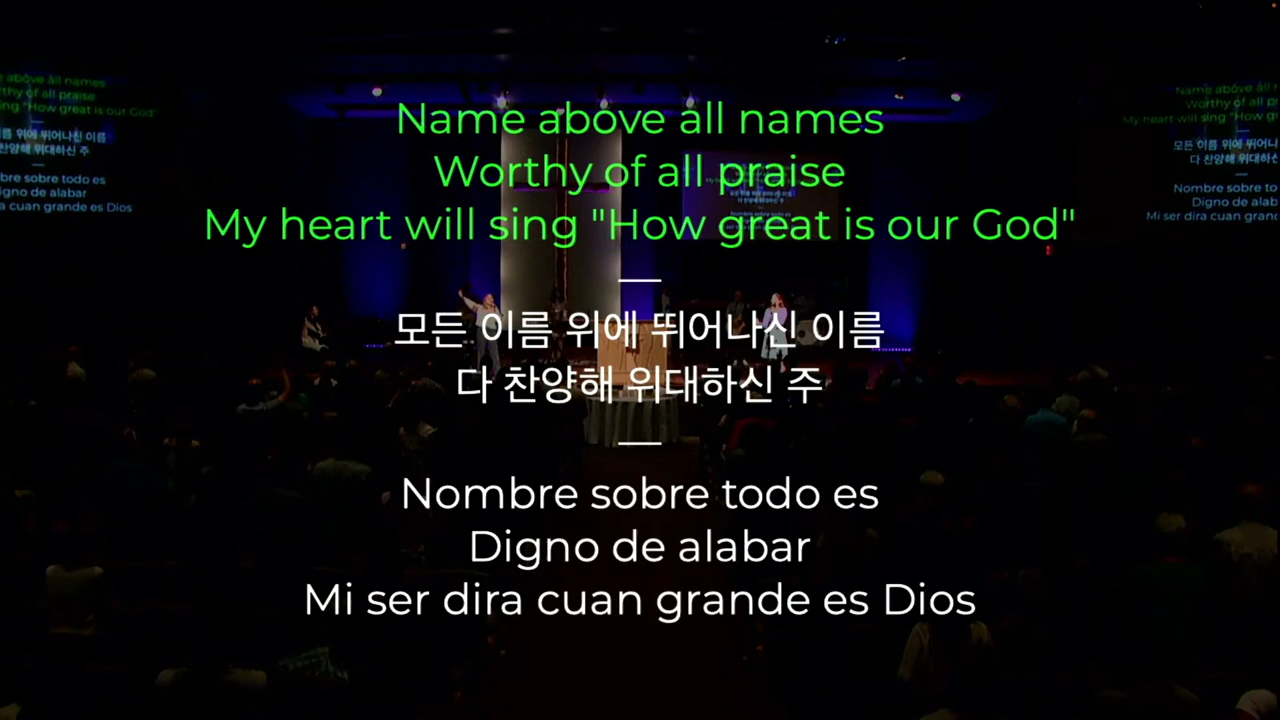 Name above all names
Worthy of all praise
My heart will sing "How great is our God"
—
모든 이름 위에 뛰어나신 이름
다 찬양해 위대하신 주
—
Nombre sobre todo es
Digno de alabar
Mi ser dira cuan grande es Dios